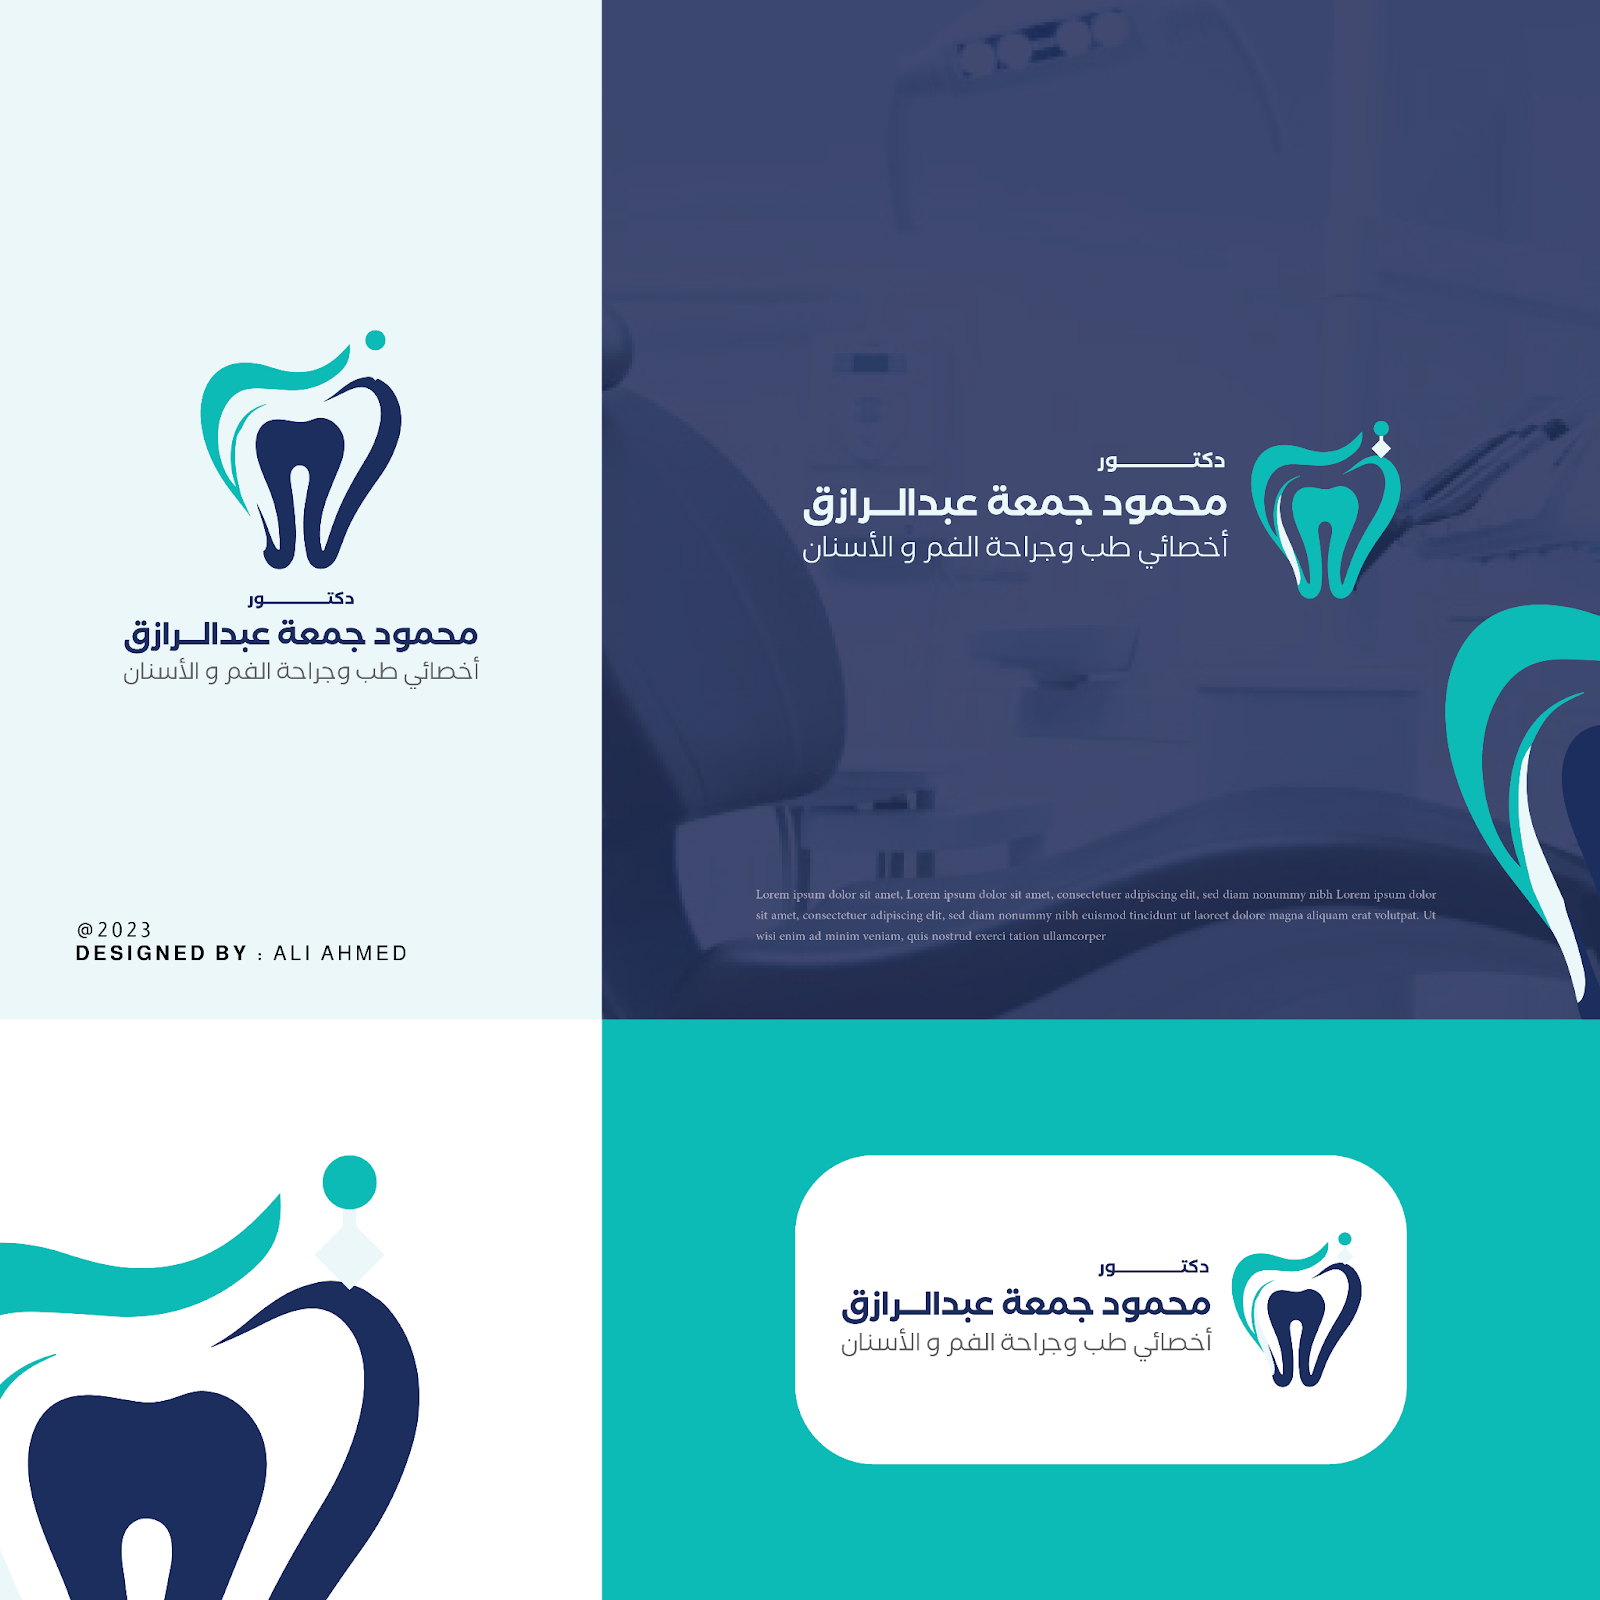 دكتـــــــور
محمود جمعة عبدالــرازق
أخصائي طب وجراحة الفم و الأسنان
@2023
DESIGNED BY : ALI AHMED
دكتـــــــور
محمود جمعة عبدالــرازق
أخصائي طب وجراحة الفم و الأسنان
Lorem ipsum dolor sit amet, Lorem ipsum dolor sit amet, consectetuer adipiscing elit, sed diam nonummy nibh Lorem ipsum dolor
sit amet, consectetuer adipiscing elit, sed diam nonummy nibh euismod tincidunt ut laoreet dolore magna aliquam erat volutpat. Ut
wisi enim ad minim veniam, quis nostrud exerci tation ullamcorper
دكتـــــــور
محمود جمعة عبدالــرازق
أخصائي طب وجراحة الفم و الأسنان